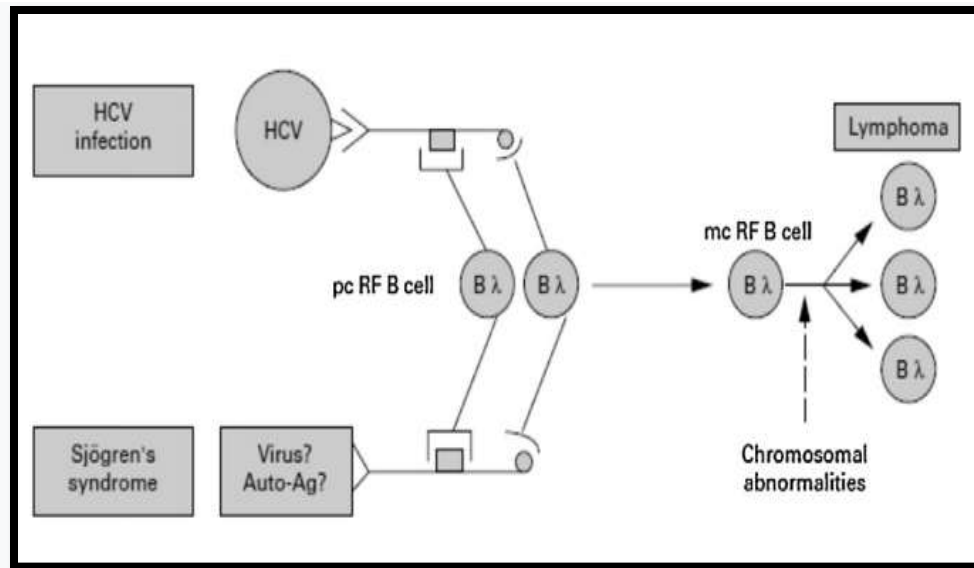 HCV
infection
HCV
Lymphoma
B λ
mc RF B cell
pc RF B cell
B λ
B λ
B λ
B λ
B λ
Sjögren's
syndrome
Virus?
Auto-Ag?
Chromosomal
abnormalities